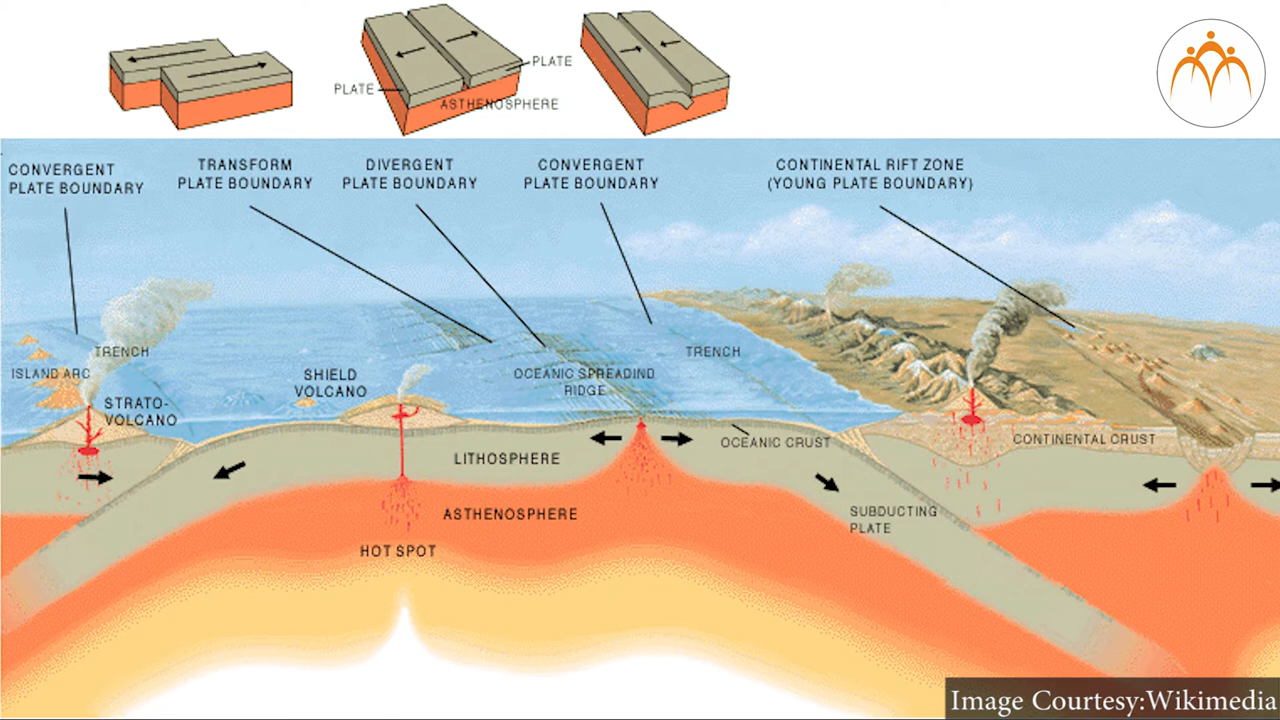 PLATE
PLATE
ASTHENOSPHERE
CONVERGENT
PLATE BOUNDARY
TRANSFORM
PLATE BOUNDARY
DIVERGENT
PLATE BOUNDARY
CONVERGENT
PLATE BOUNDARY
CONTINENTAL RIFT ZONE
(YOUNG PLATE BOUNDARY)
TRENCH
ISLAND ARC
STRATO-
VOLCANO
SHIELD
VOLCANO
OCEANIC SPREADIND
RIDGE
TRENCH
OCEANIC CRUST
CONTINENTAL CRUST
LITHOSPHERE
ASTHENOSPHERE
SUBDUCTING
PLATE
HOT SPOT
Image Courtesy:Wikimedia